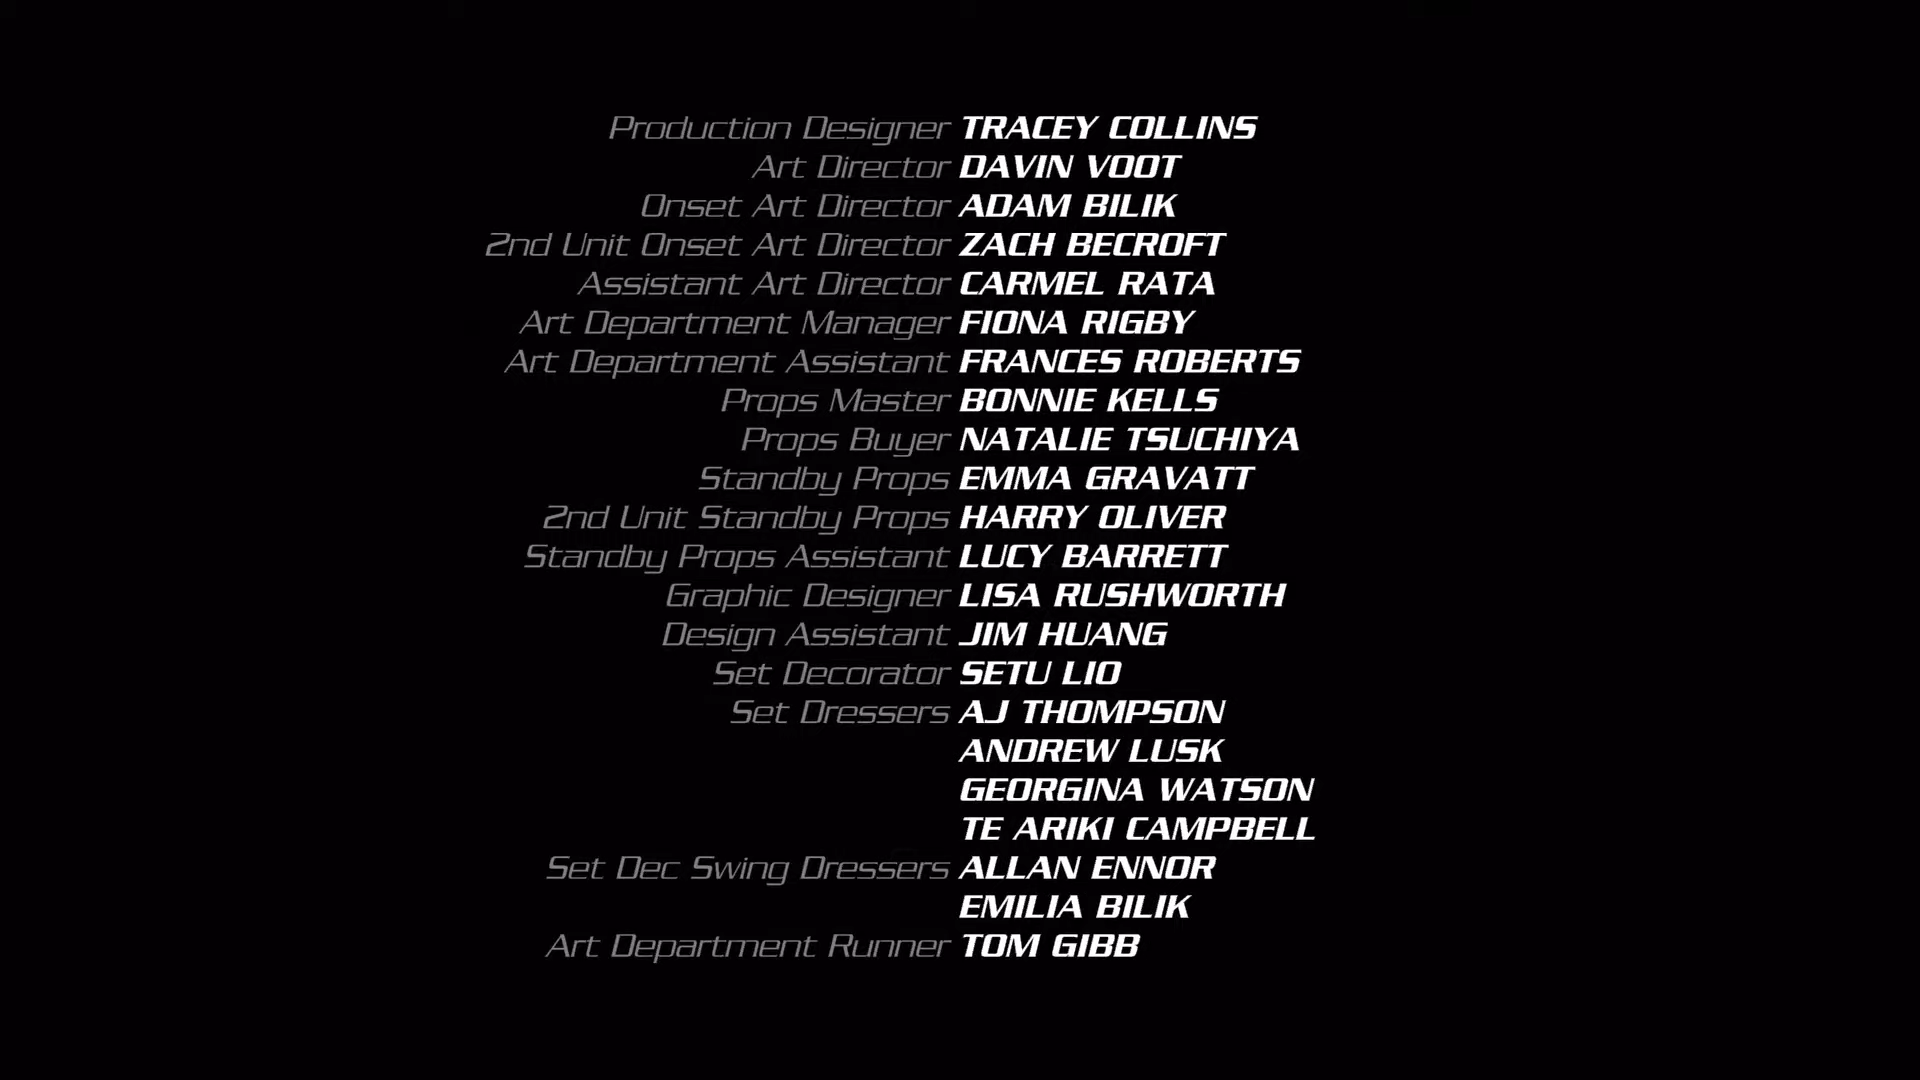 Production Designer TRACEY COLLINS
Art Director DAVIN VOOT
Onset Art Director ADAM BILIK
2nd Unit Onset Art Director ZACH BECROFT
Assistant Art Director CARMEL RATA
Art Department Manager FIONA RIGBY
Art Department Assistant FRANCES ROBERTS
Props Master BONNIE KELLS
Props Buyer NATALIE TSUCHIYA
Standby Props EMMA GRAVATT
2nd Unit Standby Props HARRY OLIVER
Standby Props Assistant LUCY BARRETT
Graphic Designer LISA RUSHWORTH
Design Assistant JIM HUANG
Set Decorator SETU LIO
Set Dressers AJ THOMPSON
ANDREW LUSK
GEORGINA WATSON
TE ARIKI CAMPBELL
Set Dec Swing Dressers ALLAN ENNOR
EMILIA BILIK
Art Department Runner TOM GIBB